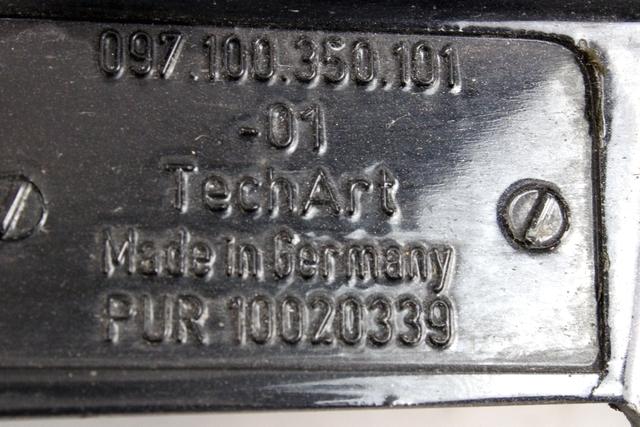 097.100.350.101
-01
TechArt
Made in Germany
PUR 10020339